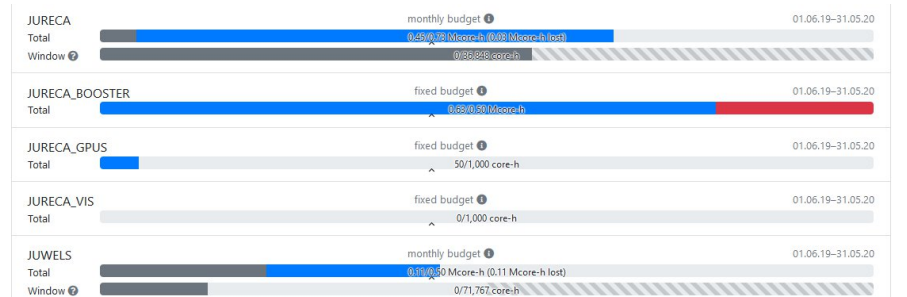 JURECA monthly budget 01.06.19–31.05.20
Total 0.45/0.73 Mcore-h (0.03 Mcore-h lost)
Window 0/36,848 core-h
JURECA_BOOSTER fixed budget 01.06.19–31.05.20
Total 0.63/0.50 Mcore-h
JURECA_GPUS fixed budget 01.06.19–31.05.20
Total 50/1,000 core-h
JURECA_VIS fixed budget 01.06.19–31.05.20
Total 0/1,000 core-h
JUWELS monthly budget 01.06.19–31.05.20
Total 0.11/0.50 Mcore-h (0.11 Mcore-h lost)
Window 0/71,767 core-h